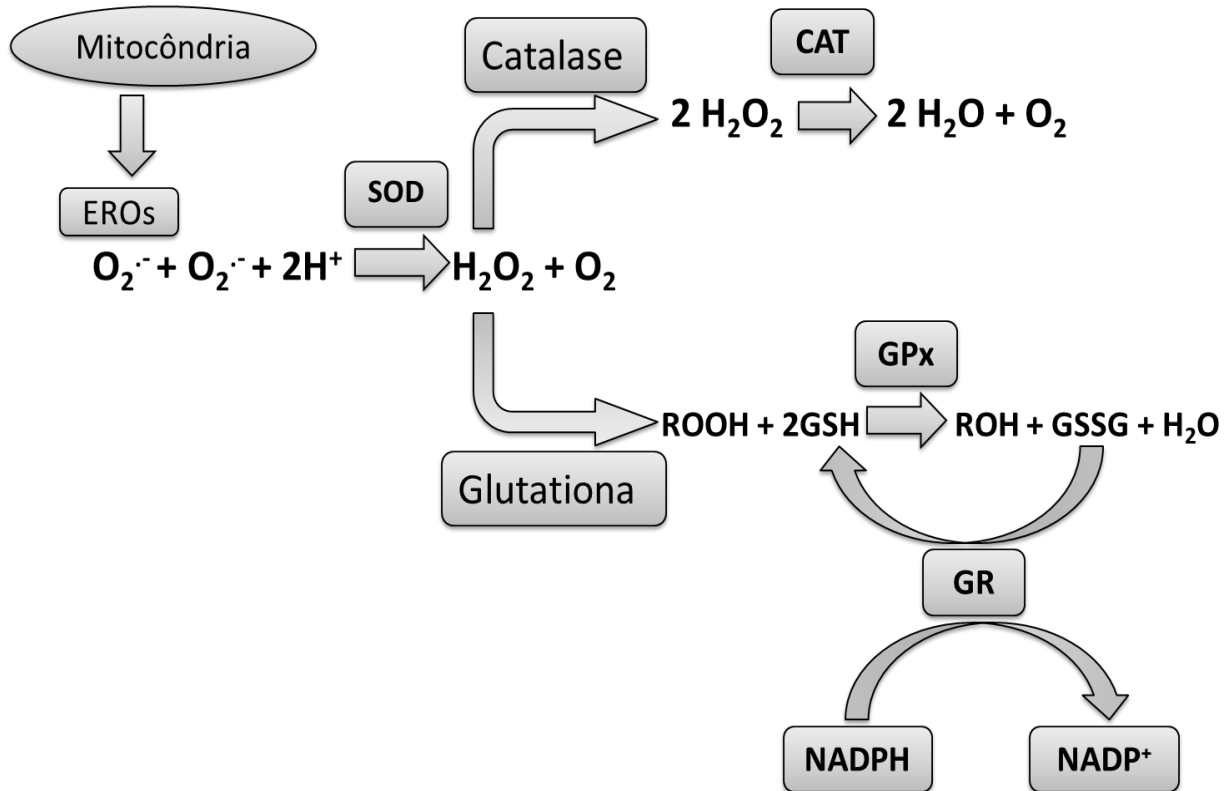 Mitocôndria
Catalase
CAT
2 H₂O₂
2 H₂O + O₂
EROs
SOD
O₂·⁻ + O₂·⁻ + 2H⁺
H₂O₂ + O₂
GPx
ROOH + 2GSH
ROH + GSSG + H₂O
Glutationa
GR
NADPH
NADP⁺